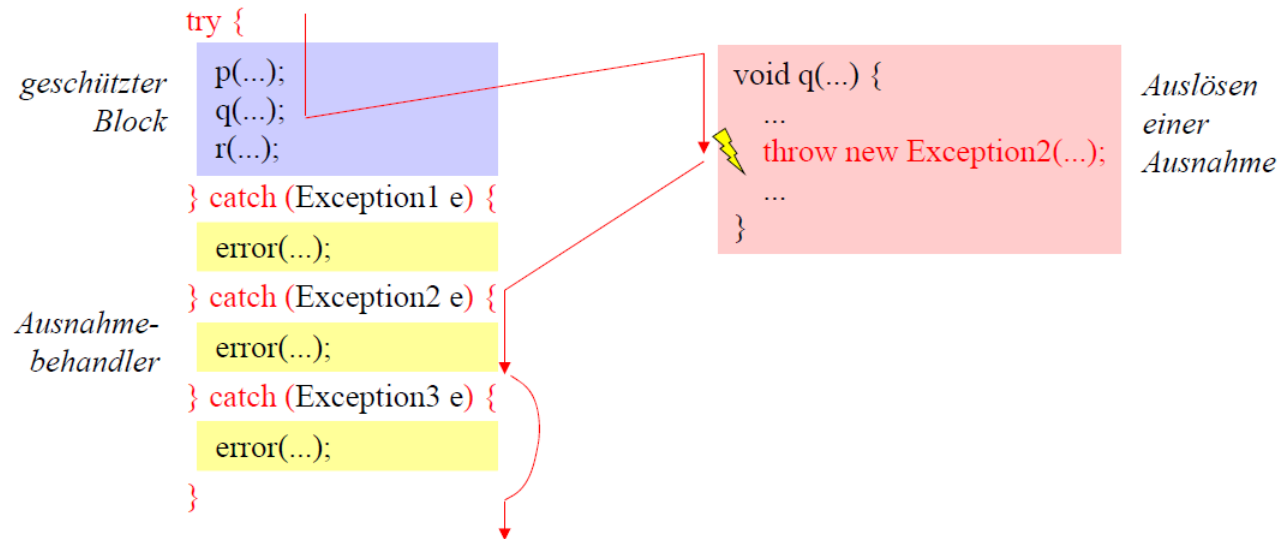 try {
geschützter
Block
p(...);
q(...);
r(...);
} catch (Exception1 e) {
error(...);
} catch (Exception2 e) {
Ausnahme-
behandler
error(...);
} catch (Exception3 e) {
error(...);
}
void q(...) {
...
throw new Exception2(...);
...
}
Auslösen
einer
Ausnahme